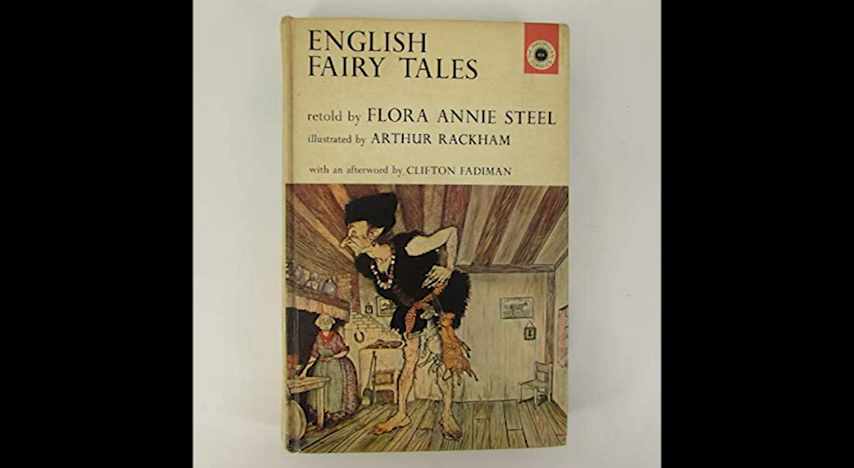 ENGLISH
FAIRY TALES
retold by FLORA ANNIE STEEL
illustrated by ARTHUR RACKHAM
with an afterword by CLIFTON FADIMAN